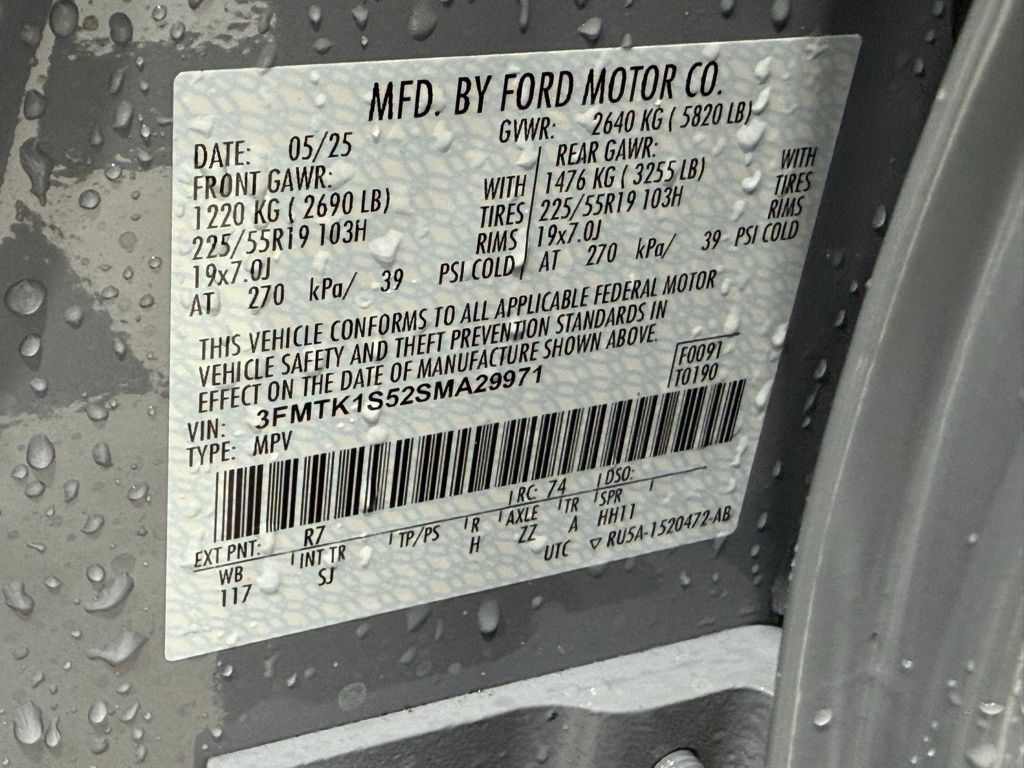 MFD. BY FORD MOTOR CO.
DATE: 05/25 GVWR: 2640 KG ( 5820 LB)
FRONT GAWR: REAR GAWR:
1220 KG ( 2690 LB) WITH 1476 KG ( 3255 LB) WITH
225/55R19 103H TIRES 225/55R19 103H TIRES
19x7.0J RIMS 19x7.0J RIMS
AT 270 kPa/ 39 PSI COLD AT 270 kPa/ 39 PSI COLD
THIS VEHICLE CONFORMS TO ALL APPLICABLE FEDERAL MOTOR
VEHICLE SAFETY AND THEFT PREVENTION STANDARDS IN
EFFECT ON THE DATE OF MANUFACTURE SHOWN ABOVE.
VIN: 3FMTK1S52SMA29971 F0091
TYPE: MPV T0190
EXT PNT: R7 RC: 74 DSO:
WB INT TR TP/PS R AXLE TR SPR
117 SJ H ZZ A HH11
UTC ▽ RU5A-1520472-AB